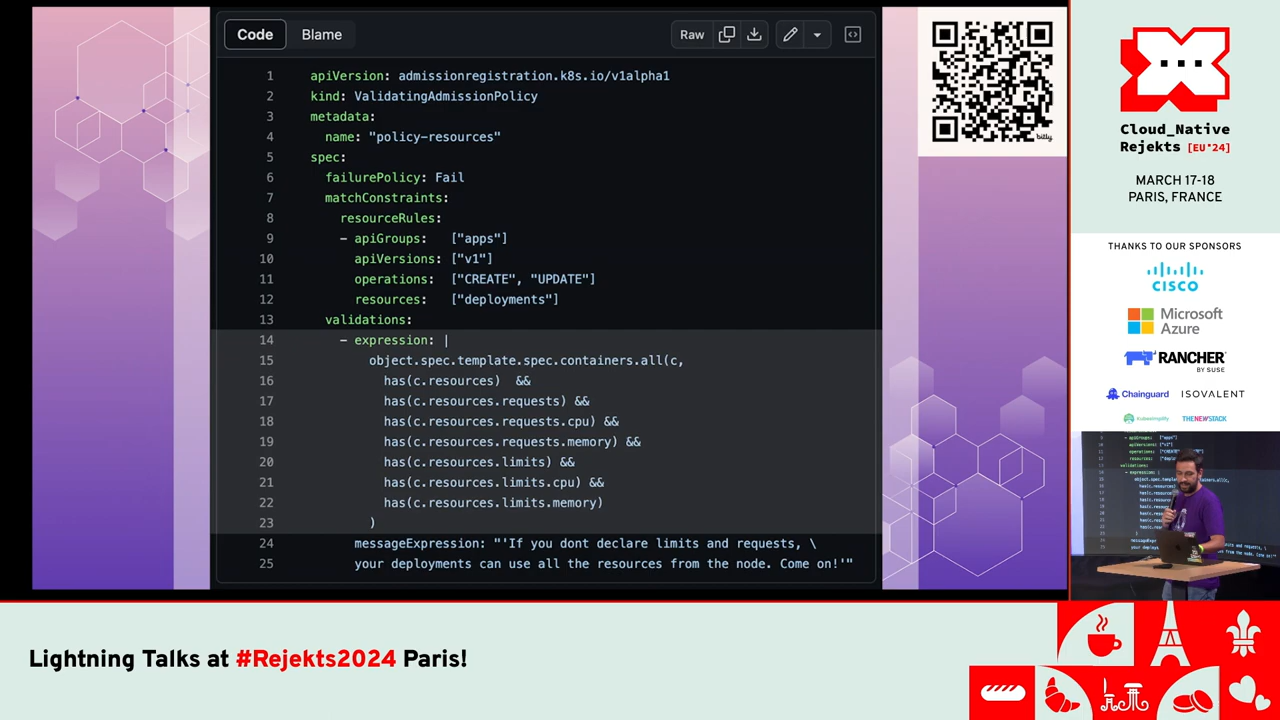 Code
Blame
Raw
1 apiVersion: admissionregistration.k8s.io/v1alpha1
2 kind: ValidatingAdmissionPolicy
3 metadata:
4 name: "policy-resources"
5 spec:
6 failurePolicy: Fail
7 matchConstraints:
8 resourceRules:
9 - apiGroups: ["apps"]
10 apiVersions: ["v1"]
11 operations: ["CREATE", "UPDATE"]
12 resources: ["deployments"]
13 validations:
14 - expression: |
15 object.spec.template.spec.containers.all(c,
16 has(c.resources) &&
17 has(c.resources.requests) &&
18 has(c.resources.requests.cpu) &&
19 has(c.resources.requests.memory) &&
20 has(c.resources.limits) &&
21 has(c.resources.limits.cpu) &&
22 has(c.resources.limits.memory)
23 )
24 messageExpression: "'If you dont declare limits and requests, \
25 your deployments can use all the resources from the node. Come on!'"
bitly
Cloud_Native
Rejekts [EU'24]
MARCH 17-18
PARIS, FRANCE
THANKS TO OUR SPONSORS
CISCO
Microsoft
Azure
RANCHER
BY SUSE
Chainguard ISOVALENT
kubesimplify THENEWSTACK
Lightning Talks at #Rejekts2024 Paris!